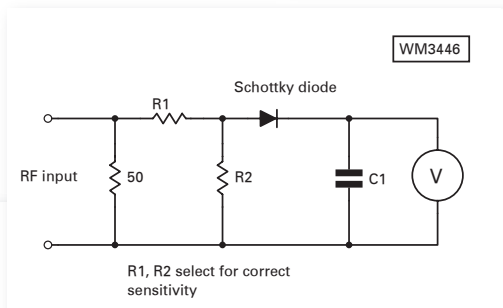 WM3446
Schottky diode
R1
RF input
50
R2
C1
V
R1, R2 select for correct
sensitivity